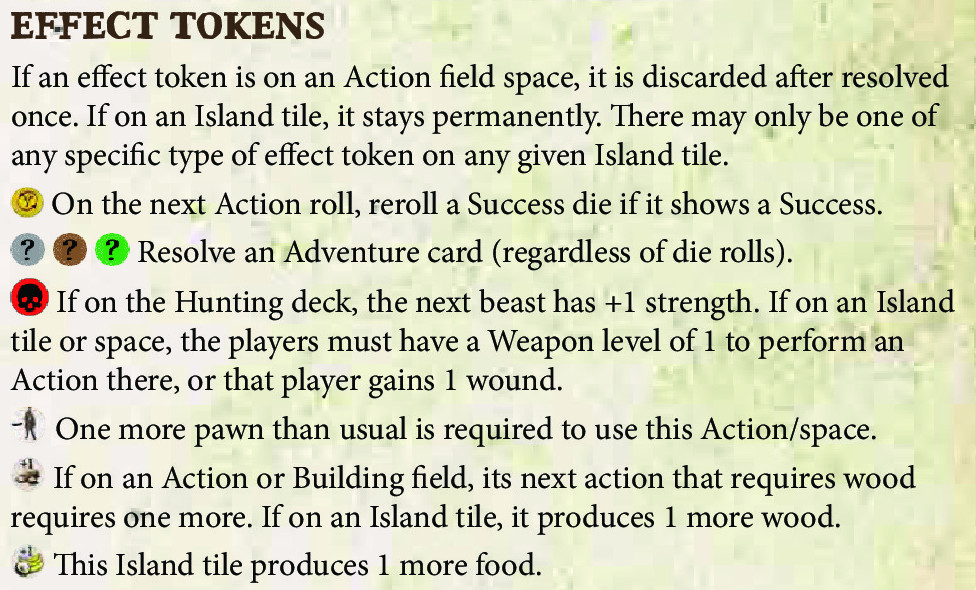 EFFECT TOKENS
If an effect token is on an Action field space, it is discarded after resolved
once. If on an Island tile, it stays permanently. There may only be one of
any specific type of effect token on any given Island tile.
On the next Action roll, reroll a Success die if it shows a Success.
? ? ? Resolve an Adventure card (regardless of die rolls).
If on the Hunting deck, the next beast has +1 strength. If on an Island
tile or space, the players must have a Weapon level of 1 to perform an
Action there, or that player gains 1 wound.
One more pawn than usual is required to use this Action/space.
If on an Action or Building field, its next action that requires wood
requires one more. If on an Island tile, it produces 1 more wood.
This Island tile produces 1 more food.